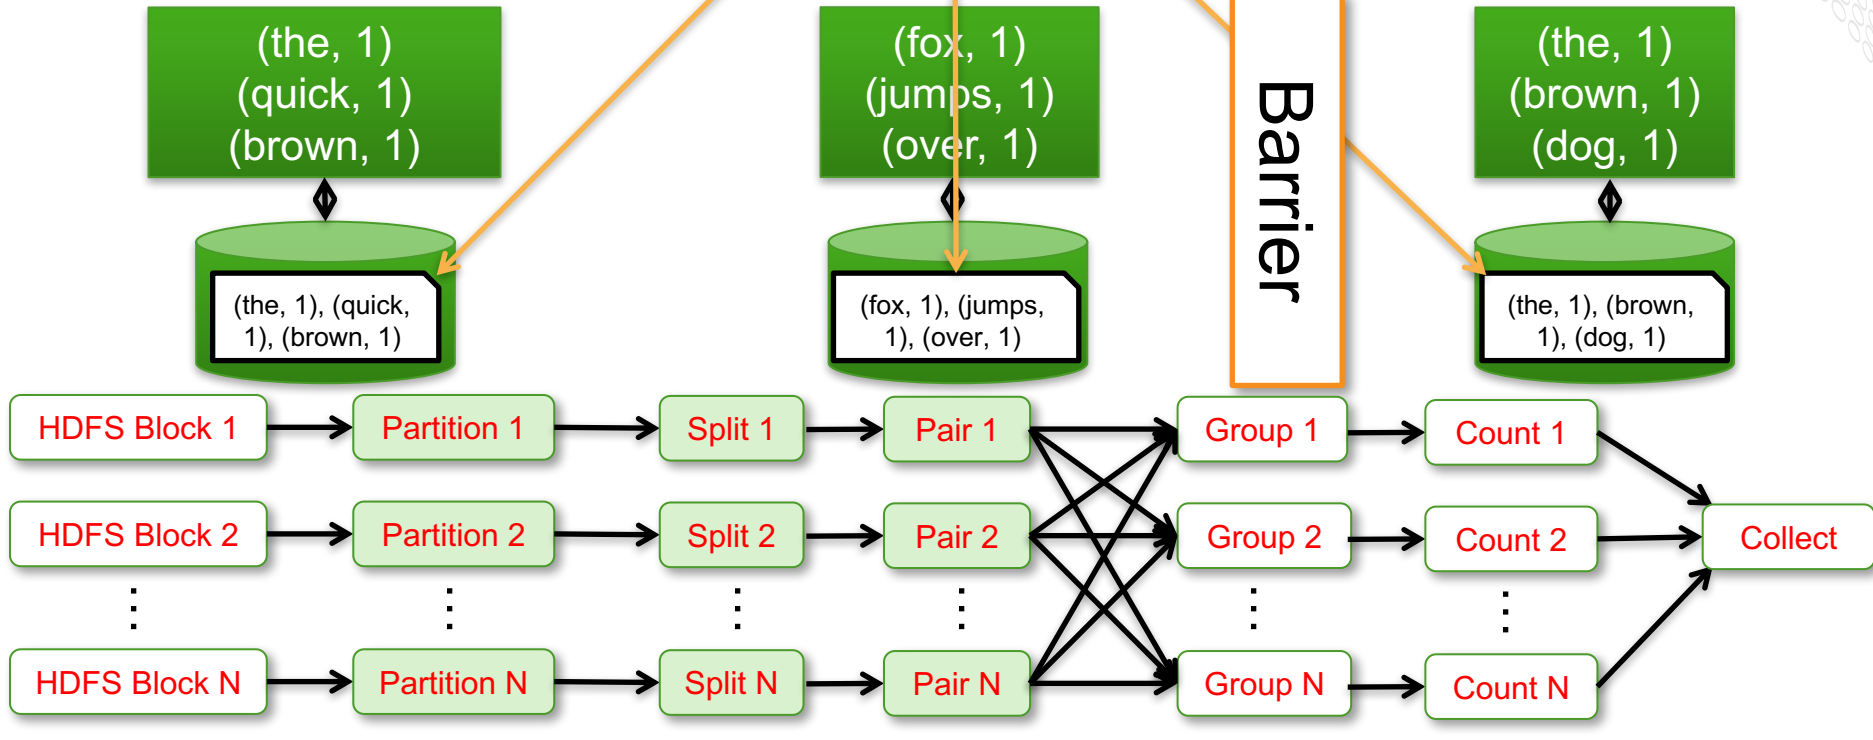 (the, 1)
(quick, 1)
(brown, 1)
(fox, 1)
(jumps, 1)
(over, 1)
Barrier
(the, 1)
(brown, 1)
(dog, 1)
(the, 1), (quick,
1), (brown, 1)
(fox, 1), (jumps,
1), (over, 1)
(the, 1), (brown,
1), (dog, 1)
HDFS Block 1
Partition 1
Split 1
Pair 1
Group 1
Count 1
HDFS Block 2
Partition 2
Split 2
Pair 2
Group 2
Count 2
Collect
HDFS Block N
Partition N
Split N
Pair N
Group N
Count N